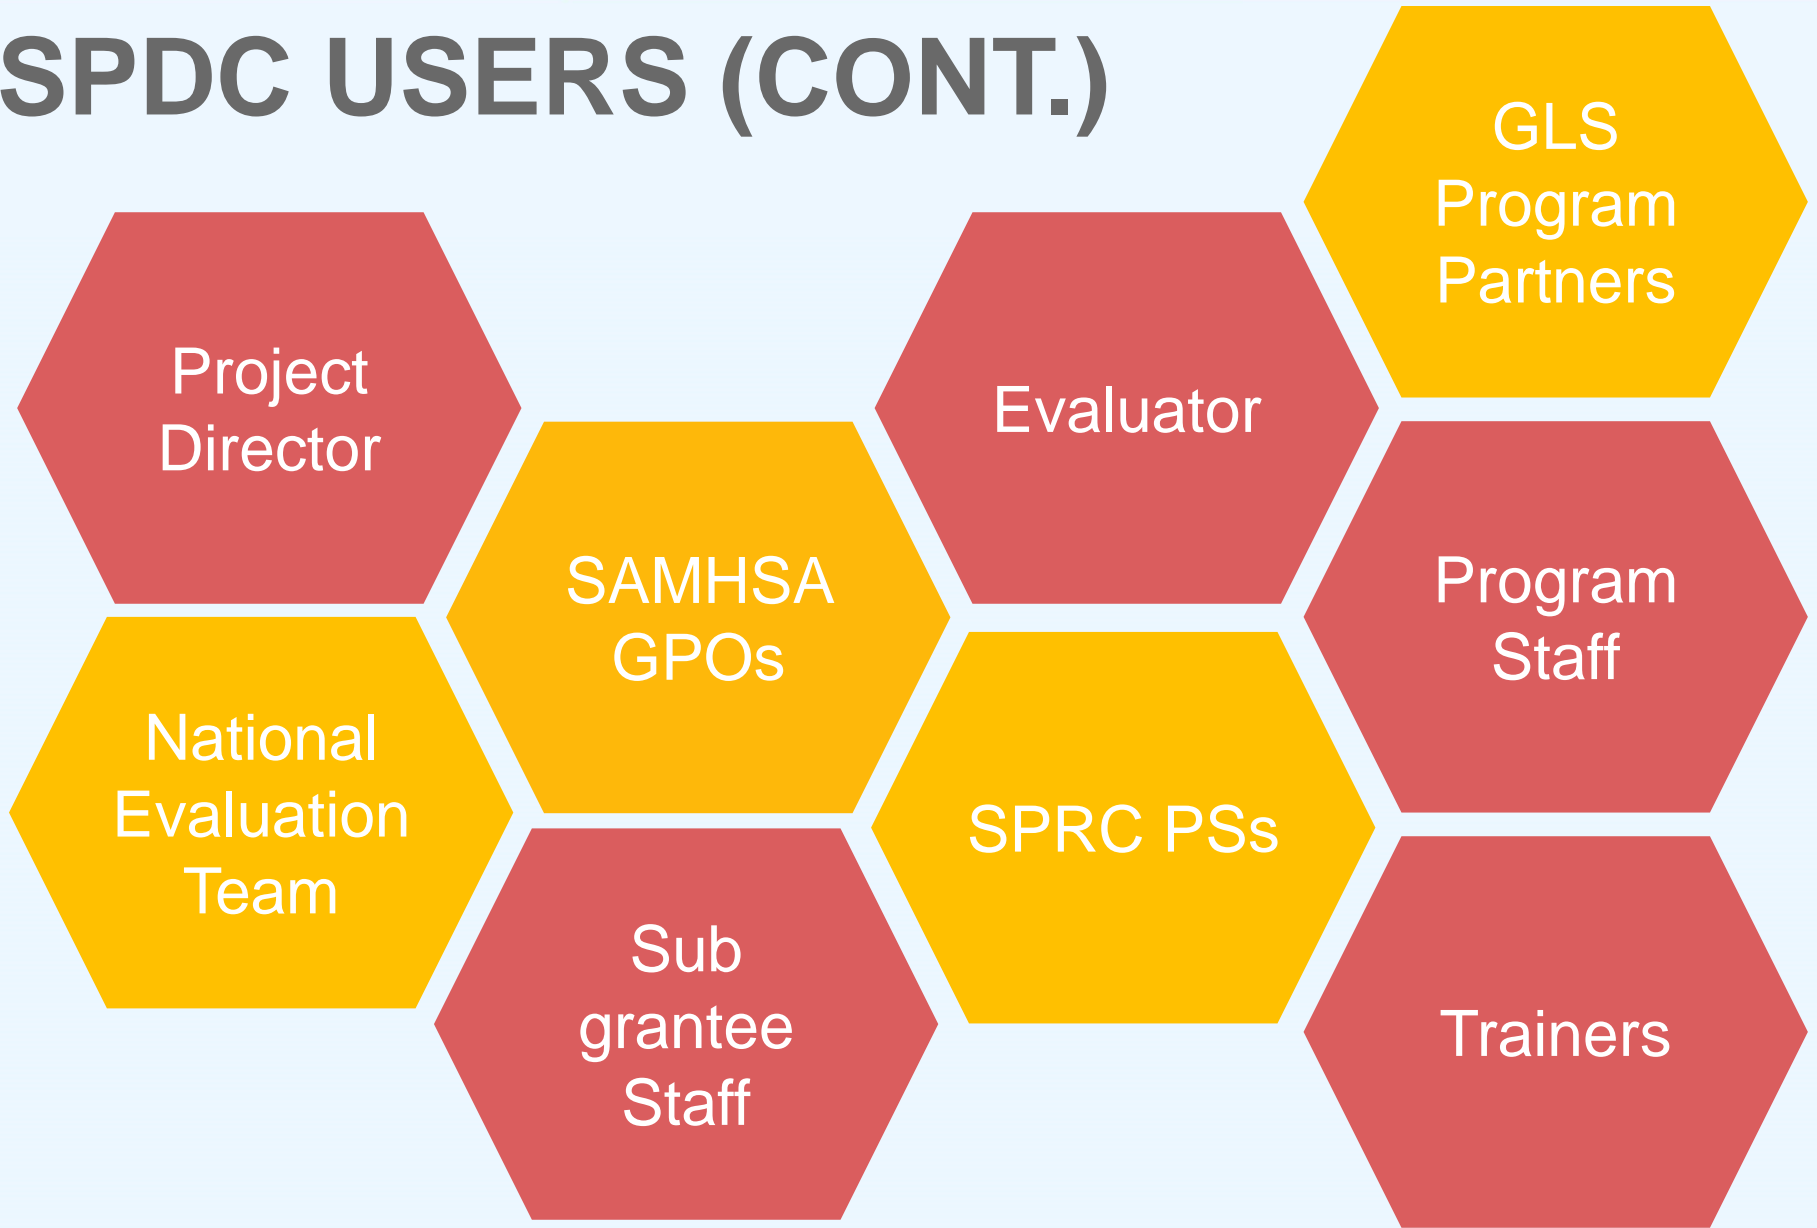 SPDC USERS (CONT.)
GLS
Program
Partners
Project
Director
Evaluator
SAMHSA
GPOs
Program
Staff
National
Evaluation
Team
SPRC PSs
Sub
grantee
Staff
Trainers